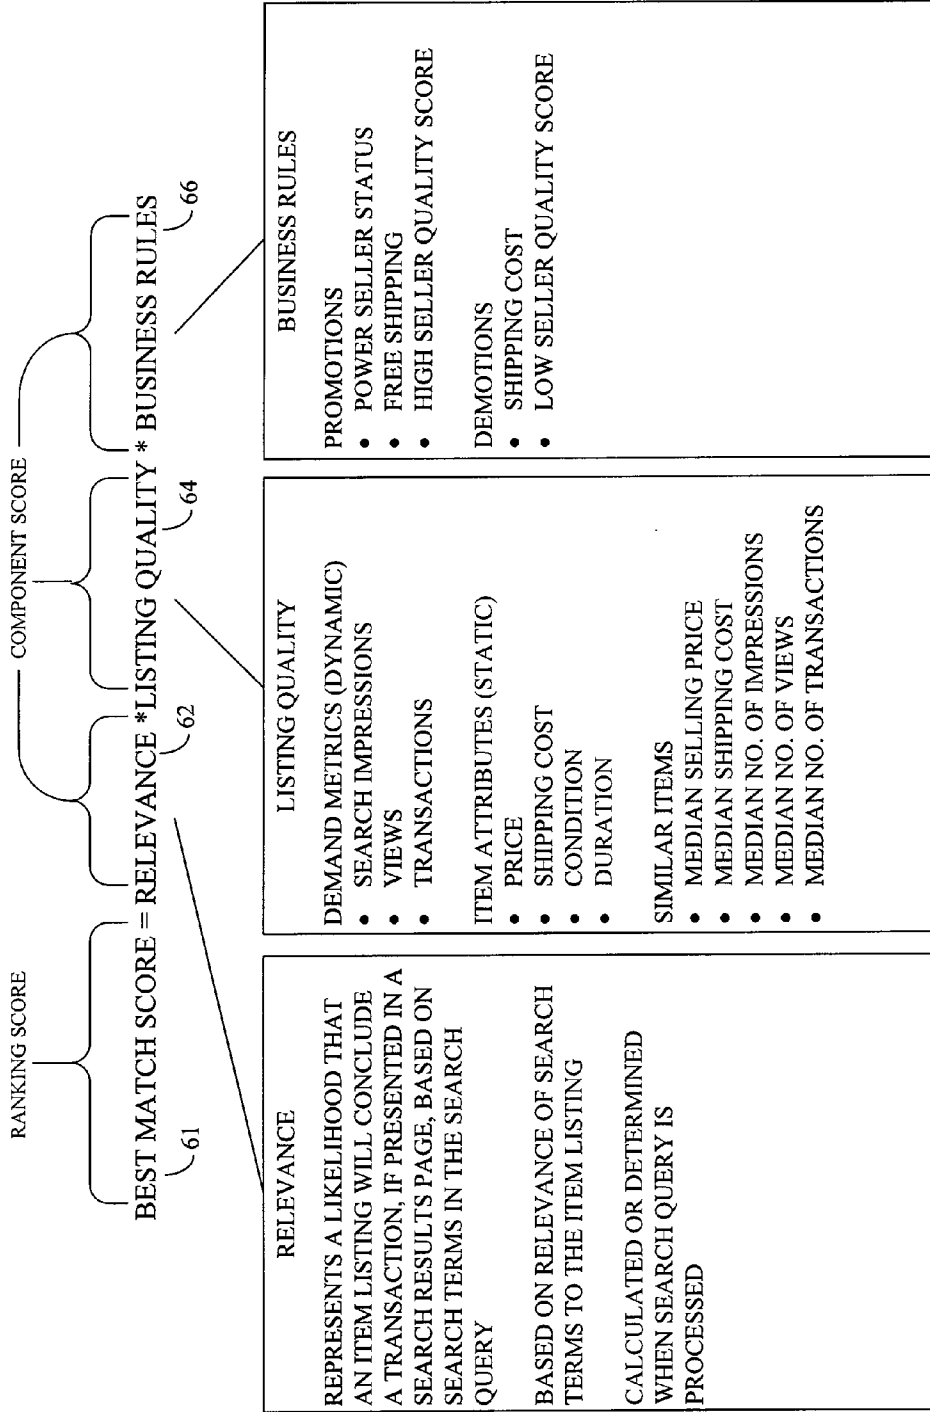 RANKING SCORE
COMPONENT SCORE
BEST MATCH SCORE = RELEVANCE *LISTING QUALITY * BUSINESS RULES
61
62
64
66
RELEVANCE
REPRESENTS A LIKELIHOOD THAT
AN ITEM LISTING WILL CONCLUDE
A TRANSACTION, IF PRESENTED IN A
SEARCH RESULTS PAGE, BASED ON
SEARCH TERMS IN THE SEARCH
QUERY
BASED ON RELEVANCE OF SEARCH
TERMS TO THE ITEM LISTING
CALCULATED OR DETERMINED
WHEN SEARCH QUERY IS
PROCESSED
LISTING QUALITY
DEMAND METRICS (DYNAMIC)
• SEARCH IMPRESSIONS
• VIEWS
• TRANSACTIONS
ITEM ATTRIBUTES (STATIC)
• PRICE
• SHIPPING COST
• CONDITION
• DURATION
SIMILAR ITEMS
• MEDIAN SELLING PRICE
• MEDIAN SHIPPING COST
• MEDIAN NO. OF IMPRESSIONS
• MEDIAN NO. OF VIEWS
• MEDIAN NO. OF TRANSACTIONS
BUSINESS RULES
PROMOTIONS
• POWER SELLER STATUS
• FREE SHIPPING
• HIGH SELLER QUALITY SCORE
DEMOTIONS
• SHIPPING COST
• LOW SELLER QUALITY SCORE